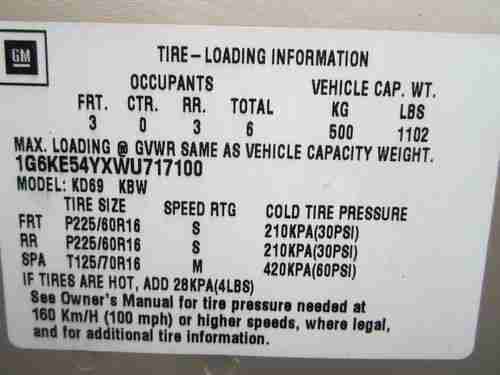 GM
TIRE-LOADING INFORMATION
OCCUPANTS VEHICLE CAP. WT.
FRT. CTR. RR. TOTAL KG LBS
3 0 3 6 500 1102
MAX. LOADING @ GVWR SAME AS VEHICLE CAPACITY WEIGHT.
1G6KE54YXWU717100
MODEL: KD69 KBW
TIRE SIZE SPEED RTG COLD TIRE PRESSURE
FRT P225/60R16 S 210KPA(30PSI)
RR P225/60R16 S 210KPA(30PSI)
SPA T125/70R16 M 420KPA(60PSI)
IF TIRES ARE HOT, ADD 28KPA(4LBS)
See Owner's Manual for tire pressure needed at
160 Km/H (100 mph) or higher speeds, where legal,
and for additional tire information.